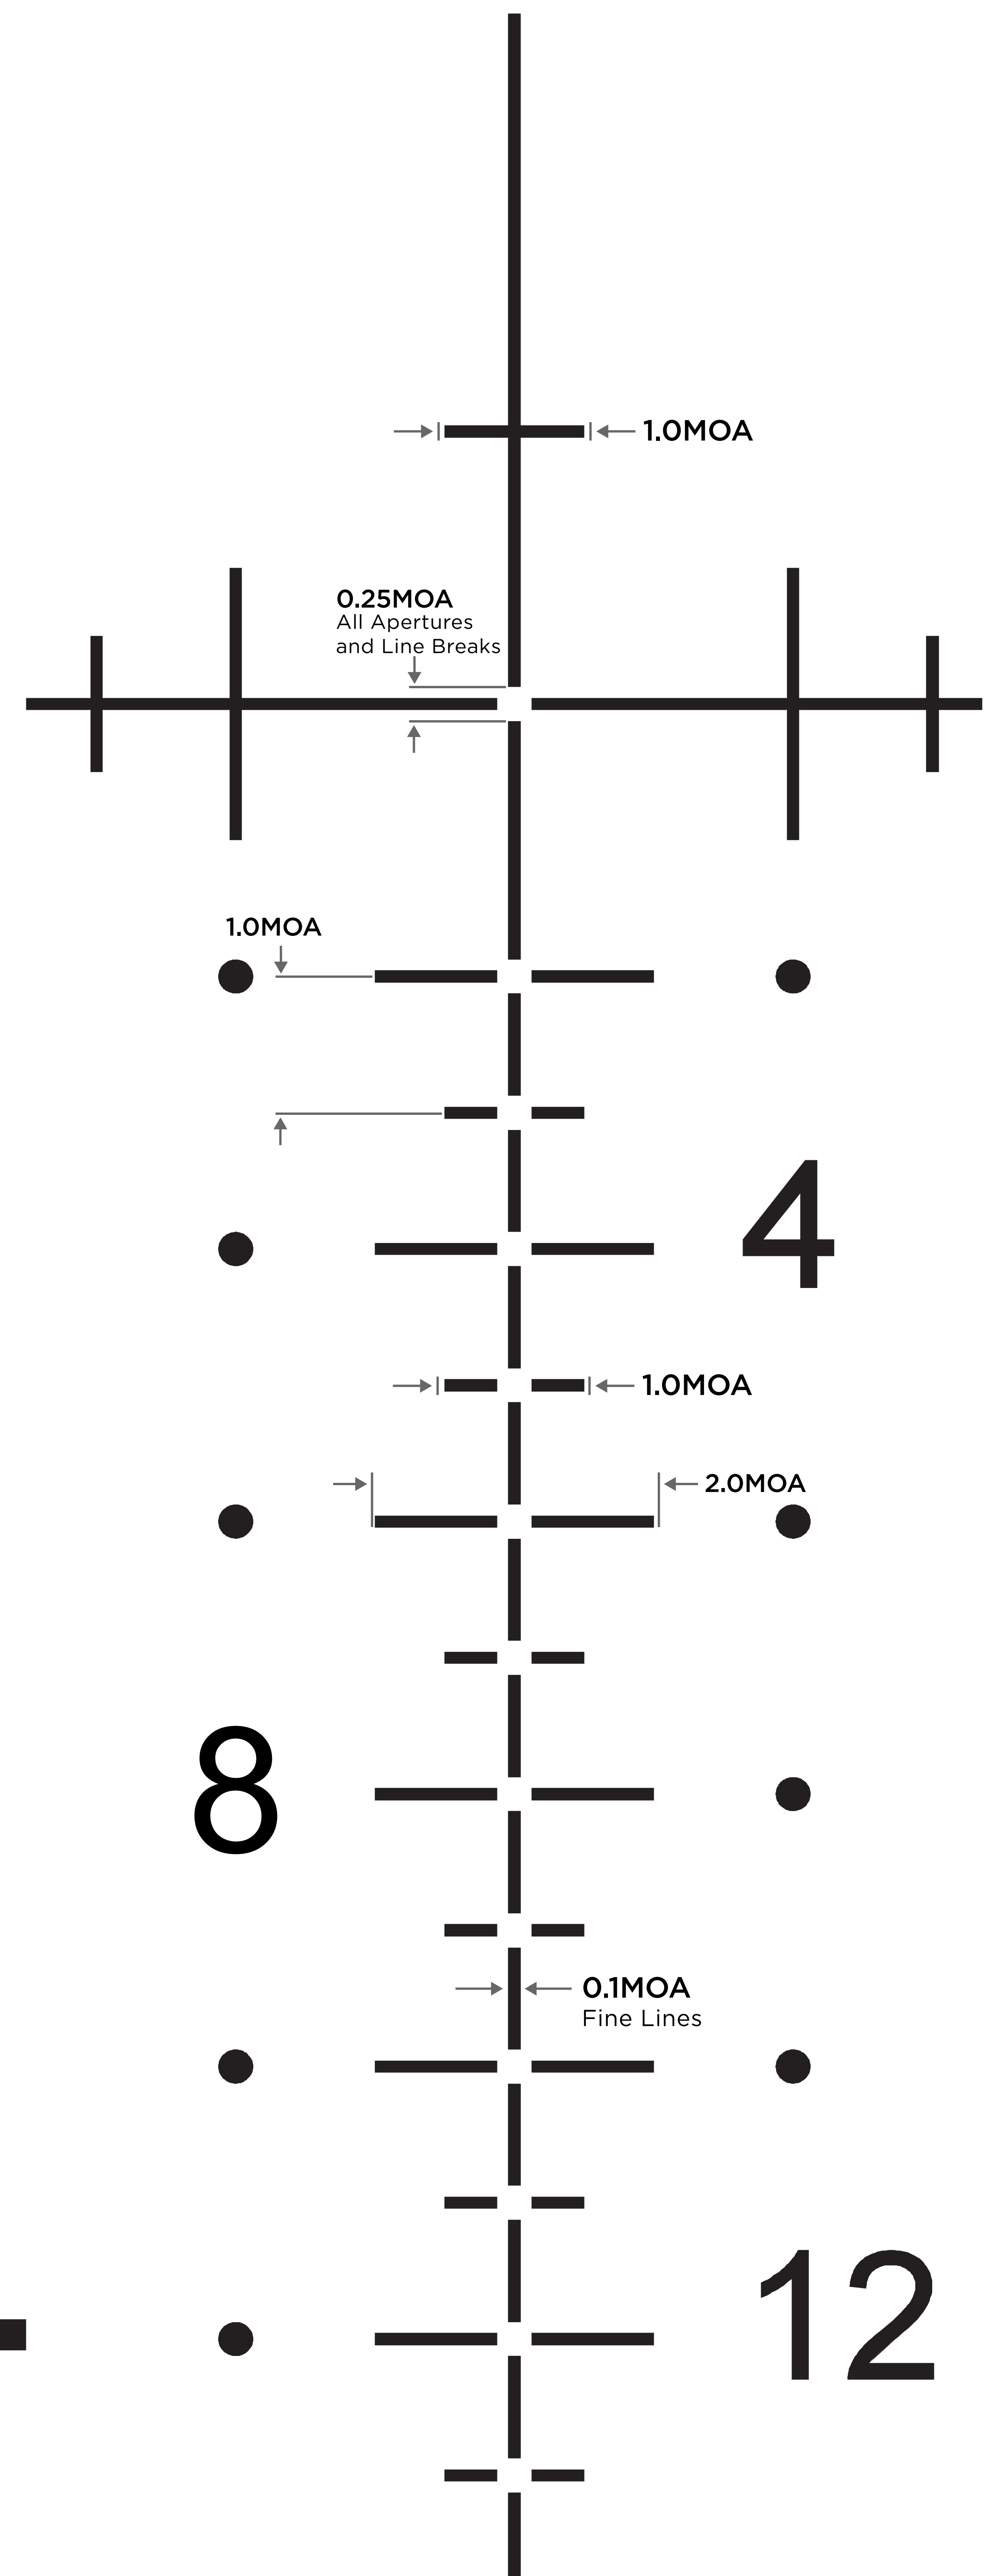 1.0MOA
0.25MOA
All Apertures
and Line Breaks
1.0MOA
4
1.0MOA
2.0MOA
8
0.1MOA
Fine Lines
12